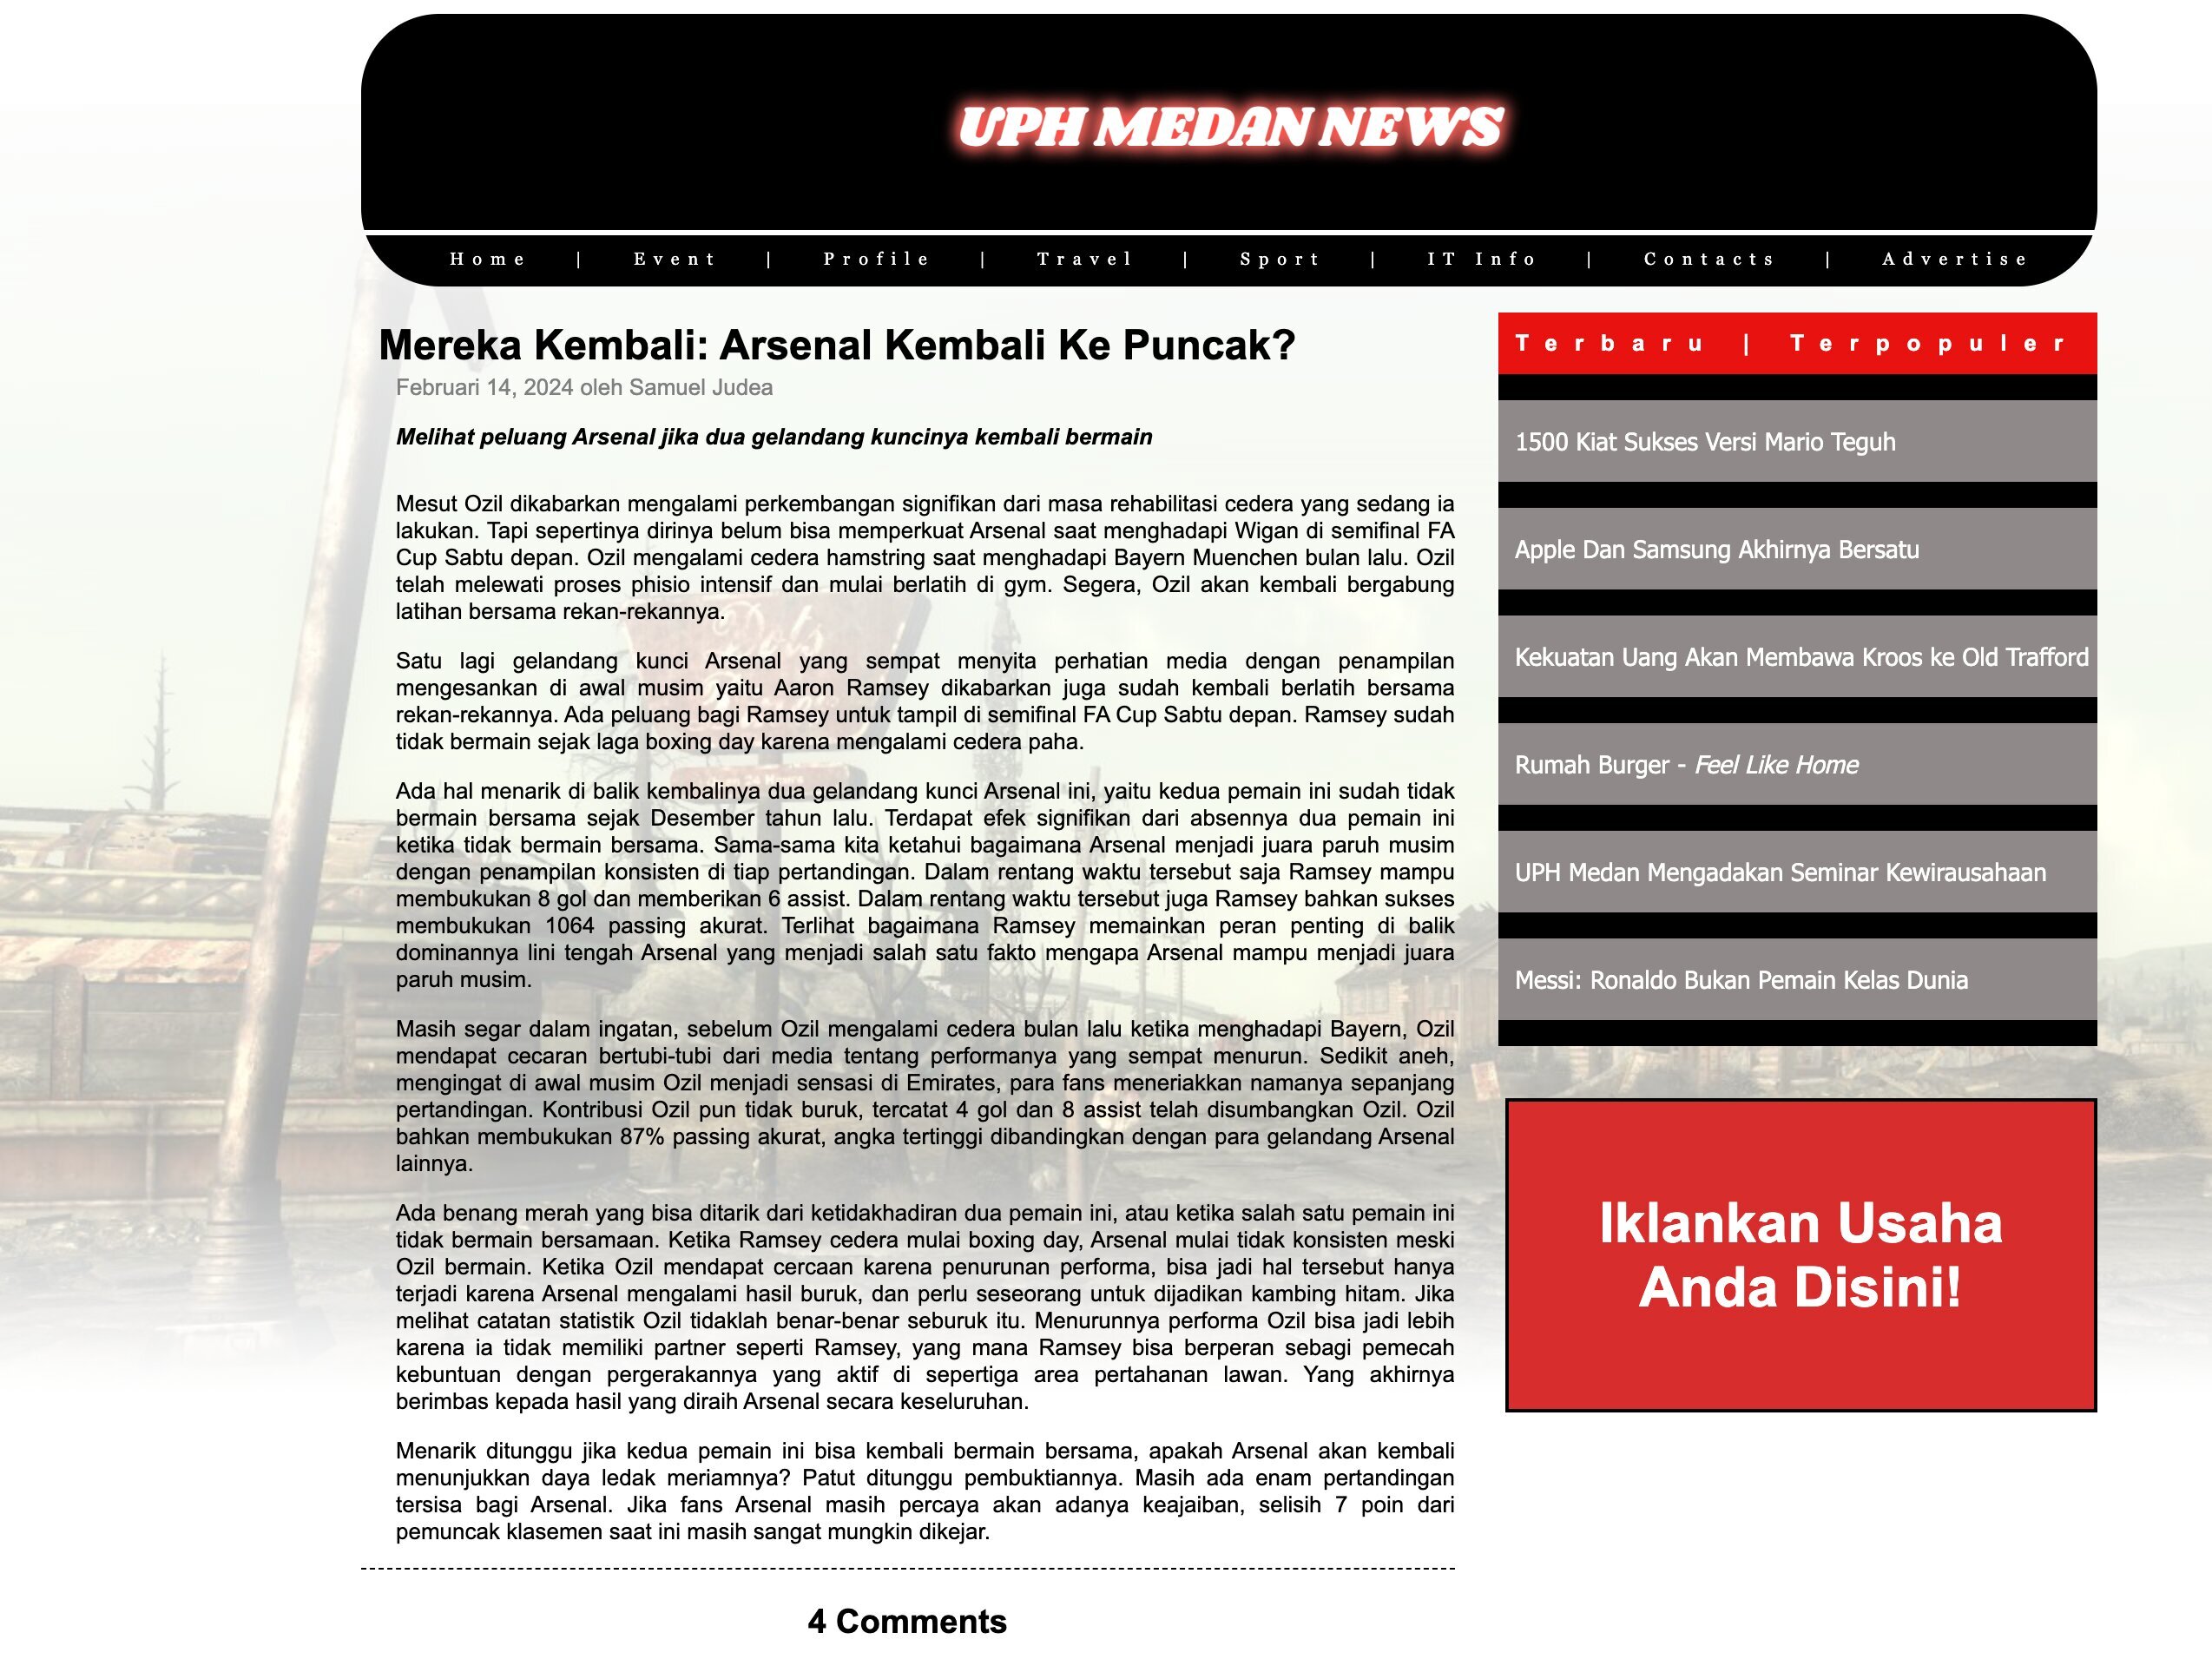 UPH MEDAN NEWS
Home | Event | Profile | Travel | Sport | IT Info | Contacts | Advertise
Mereka Kembali: Arsenal Kembali Ke Puncak?
Februari 14, 2024 oleh Samuel Judea
Melihat peluang Arsenal jika dua gelandang kuncinya kembali bermain
Mesut Ozil dikabarkan mengalami perkembangan signifikan dari masa rehabilitasi cedera yang sedang ia
lakukan. Tapi sepertinya dirinya belum bisa memperkuat Arsenal saat menghadapi Wigan di semifinal FA
Cup Sabtu depan. Ozil mengalami cedera hamstring saat menghadapi Bayern Muenchen bulan lalu. Ozil
telah melewati proses phisio intensif dan mulai berlatih di gym. Segera, Ozil akan kembali bergabung
latihan bersama rekan-rekannya.
Satu lagi gelandang kunci Arsenal yang sempat menyita perhatian media dengan penampilan
mengesankan di awal musim yaitu Aaron Ramsey dikabarkan juga sudah kembali berlatih bersama
rekan-rekannya. Ada peluang bagi Ramsey untuk tampil di semifinal FA Cup Sabtu depan. Ramsey sudah
tidak bermain sejak laga boxing day karena mengalami cedera paha.
Ada hal menarik di balik kembalinya dua gelandang kunci Arsenal ini, yaitu kedua pemain ini sudah tidak
bermain bersama sejak Desember tahun lalu. Terdapat efek signifikan dari absennya dua pemain ini
ketika tidak bermain bersama. Sama-sama kita ketahui bagaimana Arsenal menjadi juara paruh musim
dengan penampilan konsisten di tiap pertandingan. Dalam rentang waktu tersebut saja Ramsey mampu
membukukan 8 gol dan memberikan 6 assist. Dalam rentang waktu tersebut juga Ramsey bahkan sukses
membukukan 1064 passing akurat. Terlihat bagaimana Ramsey memainkan peran penting di balik
dominannya lini tengah Arsenal yang menjadi salah satu fakto mengapa Arsenal mampu menjadi juara
paruh musim.
Masih segar dalam ingatan, sebelum Ozil mengalami cedera bulan lalu ketika menghadapi Bayern, Ozil
mendapat cecaran bertubi-tubi dari media tentang performanya yang sempat menurun. Sedikit aneh,
mengingat di awal musim Ozil menjadi sensasi di Emirates, para fans meneriakkan namanya sepanjang
pertandingan. Kontribusi Ozil pun tidak buruk, tercatat 4 gol dan 8 assist telah disumbangkan Ozil. Ozil
bahkan membukukan 87% passing akurat, angka tertinggi dibandingkan dengan para gelandang Arsenal
lainnya.
Ada benang merah yang bisa ditarik dari ketidakhadiran dua pemain ini, atau ketika salah satu pemain ini
tidak bermain bersamaan. Ketika Ramsey cedera mulai boxing day, Arsenal mulai tidak konsisten meski
Ozil bermain. Ketika Ozil mendapat cercaan karena penurunan performa, bisa jadi hal tersebut hanya
terjadi karena Arsenal mengalami hasil buruk, dan perlu seseorang untuk dijadikan kambing hitam. Jika
melihat catatan statistik Ozil tidaklah benar-benar seburuk itu. Menurunnya performa Ozil bisa jadi lebih
karena ia tidak memiliki partner seperti Ramsey, yang mana Ramsey bisa berperan sebagi pemecah
kebuntuan dengan pergerakannya yang aktif di sepertiga area pertahanan lawan. Yang akhirnya
berimbas kepada hasil yang diraih Arsenal secara keseluruhan.
Menarik ditunggu jika kedua pemain ini bisa kembali bermain bersama, apakah Arsenal akan kembali
menunjukkan daya ledak meriamnya? Patut ditunggu pembuktiannya. Masih ada enam pertandingan
tersisa bagi Arsenal. Jika fans Arsenal masih percaya akan adanya keajaiban, selisih 7 poin dari
pemuncak klasemen saat ini masih sangat mungkin dikejar.
4 Comments
Terbaru | Terpopuler
1500 Kiat Sukses Versi Mario Teguh
Apple Dan Samsung Akhirnya Bersatu
Kekuatan Uang Akan Membawa Kroos ke Old Trafford
Rumah Burger - Feel Like Home
UPH Medan Mengadakan Seminar Kewirausahaan
Messi: Ronaldo Bukan Pemain Kelas Dunia
Iklankan Usaha
Anda Disini!